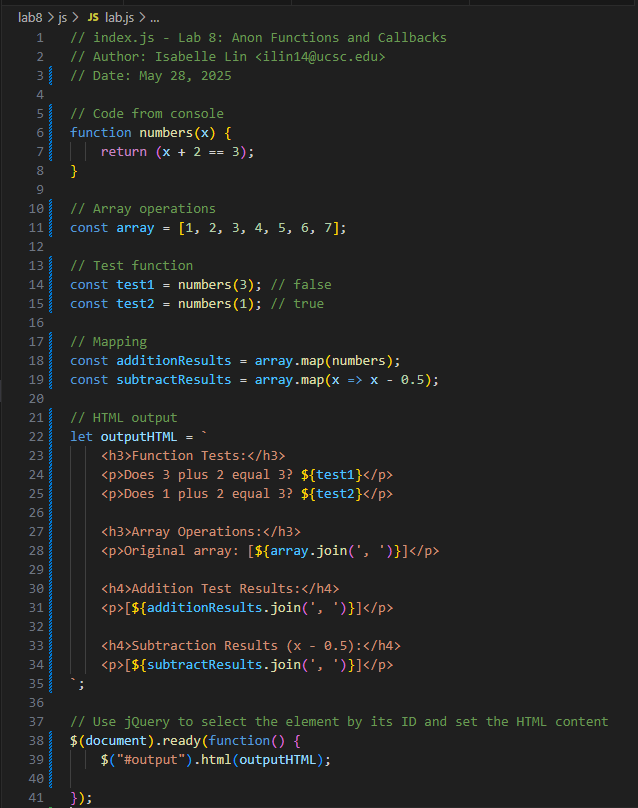 lab8 > js > JS lab.js > ...
1 // index.js - Lab 8: Anon Functions and Callbacks
2 // Author: Isabelle Lin <ilin14@ucsc.edu>
3 // Date: May 28, 2025
4
5 // Code from console
6 function numbers(x) {
7     return (x + 2 == 3);
8 }
9
10 // Array operations
11 const array = [1, 2, 3, 4, 5, 6, 7];
12
13 // Test function
14 const test1 = numbers(3); // false
15 const test2 = numbers(1); // true
16
17 // Mapping
18 const additionResults = array.map(numbers);
19 const subtractResults = array.map(x => x - 0.5);
20
21 // HTML output
22 let outputHTML = `
23     <h3>Function Tests:</h3>
24     <p>Does 3 plus 2 equal 3? ${test1}</p>
25     <p>Does 1 plus 2 equal 3? ${test2}</p>
26
27     <h3>Array Operations:</h3>
28     <p>Original array: [${array.join(', ')}]</p>
29
30     <h4>Addition Test Results:</h4>
31     <p>[${additionResults.join(', ')}]</p>
32
33     <h4>Subtraction Results (x - 0.5):</h4>
34     <p>[${subtractResults.join(', ')}]</p>
35 `;
36
37 // Use jQuery to select the element by its ID and set the HTML content
38 $(document).ready(function() {
39     $("#output").html(outputHTML);
40
41 });